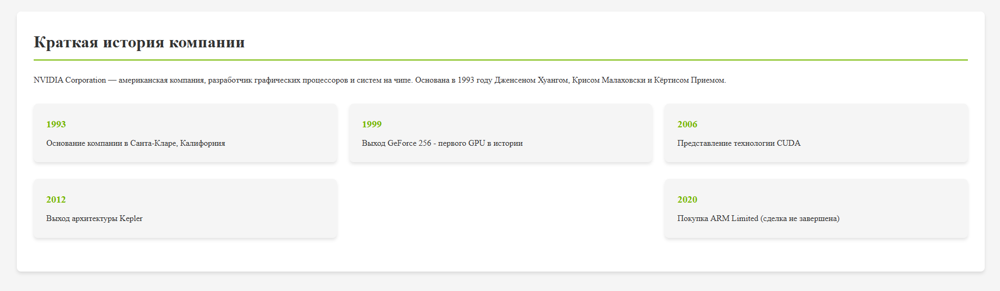 Краткая история компании
NVIDIA Corporation — американская компания, разработчик графических процессоров и систем на чипе. Основана в 1993 году Дженсеном Хуангом, Крисом Малаховски и Кёртисом Приемом.
1993
Основание компании в Санта-Кларе, Калифорния
1999
Выход GeForce 256 - первого GPU в истории
2006
Представление технологии CUDA
2012
Выход архитектуры Kepler
2020
Покупка ARM Limited (сделка не завершена)